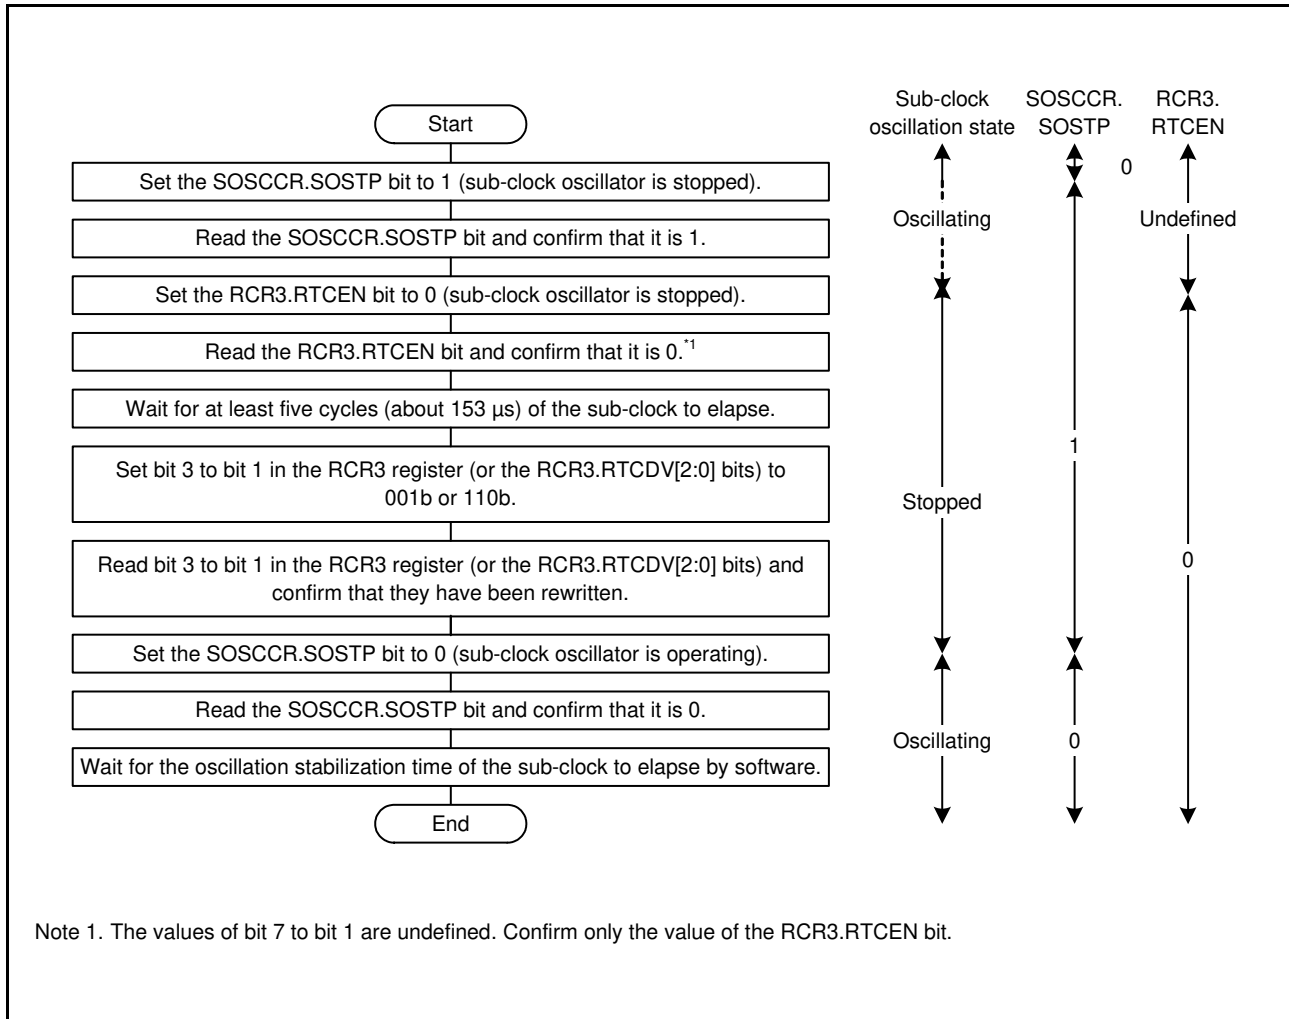 Start
Set the SOSCCR.SOSTP bit to 1 (sub-clock oscillator is stopped).
Read the SOSCCR.SOSTP bit and confirm that it is 1.
Set the RCR3.RTCEN bit to 0 (sub-clock oscillator is stopped).
Read the RCR3.RTCEN bit and confirm that it is 0.*1
Wait for at least five cycles (about 153 µs) of the sub-clock to elapse.
Set bit 3 to bit 1 in the RCR3 register (or the RCR3.RTCDV[2:0] bits) to
001b or 110b.
Read bit 3 to bit 1 in the RCR3 register (or the RCR3.RTCDV[2:0] bits) and
confirm that they have been rewritten.
Set the SOSCCR.SOSTP bit to 0 (sub-clock oscillator is operating).
Read the SOSCCR.SOSTP bit and confirm that it is 0.
Wait for the oscillation stabilization time of the sub-clock to elapse by software.
End
Sub-clock
oscillation state
Oscillating
Stopped
Oscillating
SOSCCR.
SOSTP
0
1
0
RCR3.
RTCEN
Undefined
0
Note 1. The values of bit 7 to bit 1 are undefined. Confirm only the value of the RCR3.RTCEN bit.